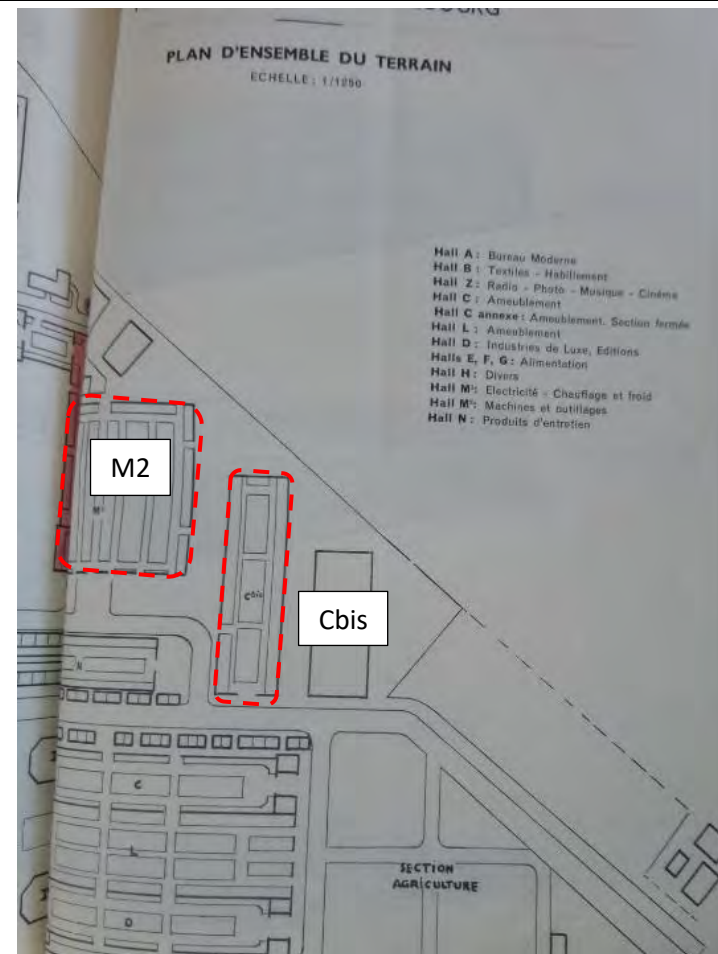 PLAN D'ENSEMBLE DU TERRAIN
ECHELLE: 1/1250
Hall A : Bureau Moderne
Hall B : Textiles - Habillement
Hall Z : Radio - Photo - Musique - Cinéma
Hall C : Ameublement
Hall C annexe : Ameublement. Section fermée
Hall L : Ameublement
Hall D : Industries de Luxe, Editions
Halls E, F, G : Alimentation
Hall H : Divers
Hall M¹: Electricité - Chauffage et froid
Hall M²: Machines et outillages
Hall N : Produits d'entretien
M2
M²
Cbis
Cbis
N
C
L
D
SECTION
AGRICULTURE